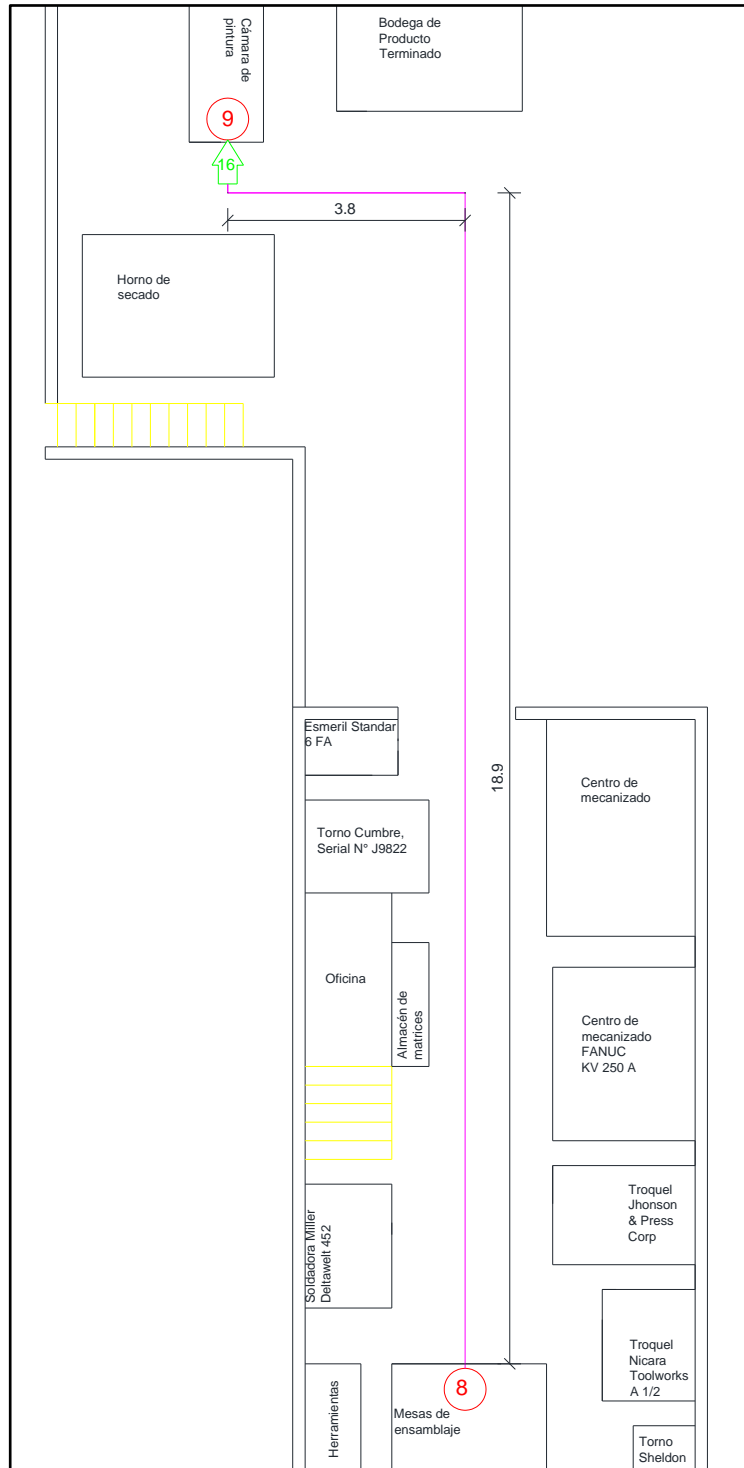 Cámara de
pintura
Bodega de
Producto
Terminado
9
16
3.8
Horno de
secado
Esmeril Standar
6 FA
18.9
Centro de
mecanizado
Torno Cumbre,
Serial N° J9822
Oficina
Almacén de
matrices
Centro de
mecanizado
FANUC
KV 250 A
Troquel
Jhonson
& Press
Corp
Soldadora Miller
Deltawelt 452
Troquel
Nicara
Toolworks
A 1/2
8
Herramientas
Mesas de
ensamblaje
Torno
Sheldon